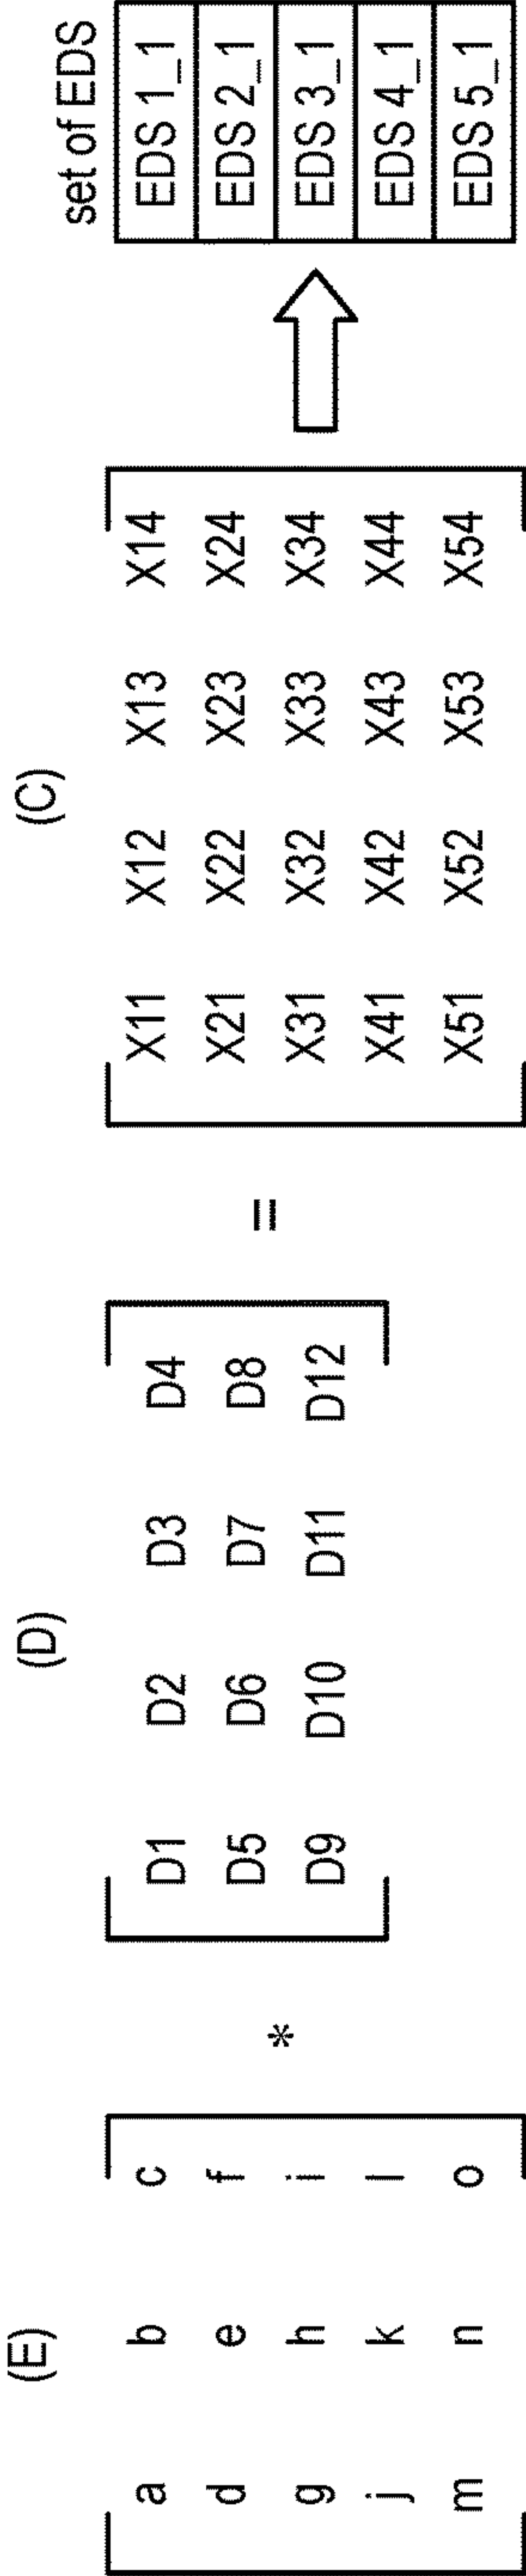 (E) (D) (C) set of EDS
a b c D1 D2 D3 D4 X11 X12 X13 X14 EDS 1_1
d e f D5 D6 D7 D8 X21 X22 X23 X24 EDS 2_1
g h i * D9 D10 D11 D12 = X31 X32 X33 X34 EDS 3_1
j k l X41 X42 X43 X44 EDS 4_1
m n o X51 X52 X53 X54 EDS 5_1